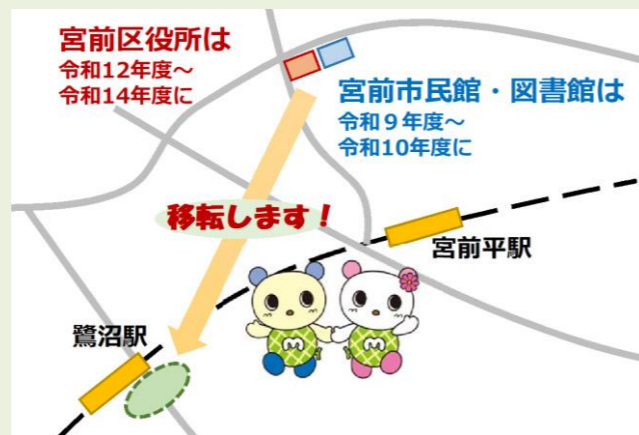 宮前区役所は
令和12年度～
令和14年度に
宮前市民館・図書館は
令和９年度～
令和10年度に
移転します！
宮前平駅
鷺沼駅
M
M